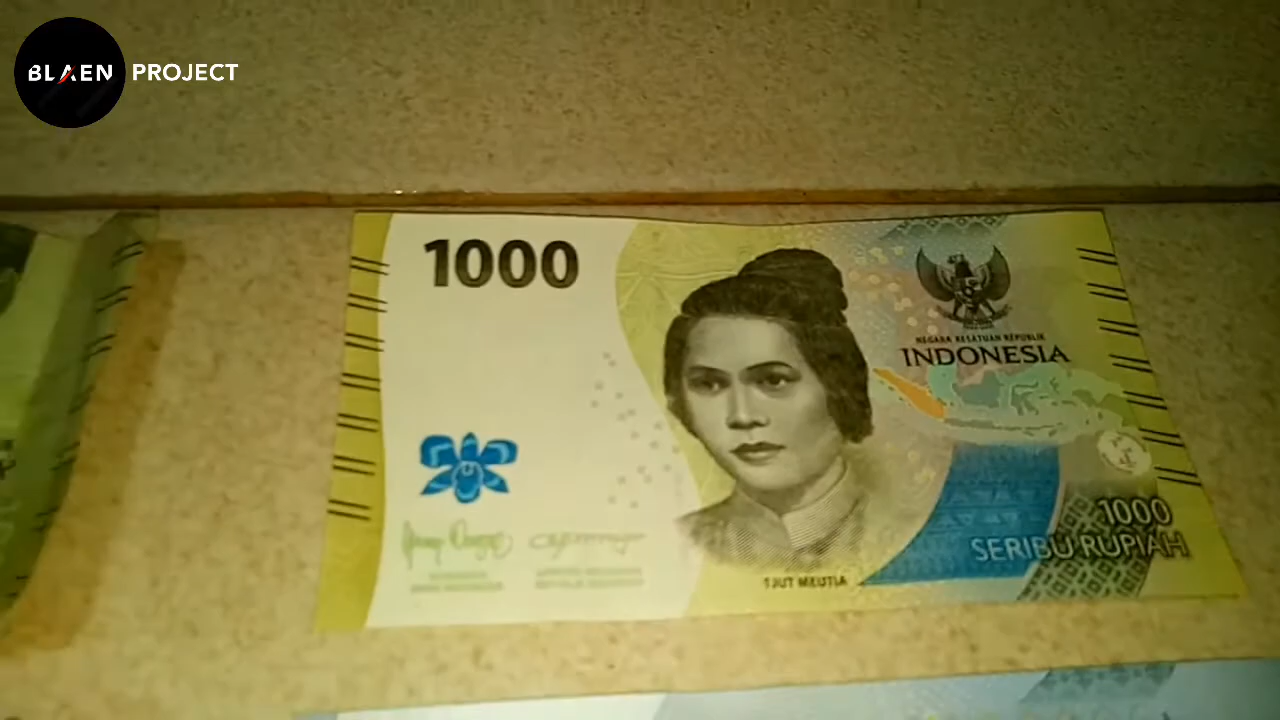 BLAEN PROJECT
1000
NEGARA KESATUAN REPUBLIK
INDONESIA
1000
SERIBU RUPIAH
TJUT MEUTIA